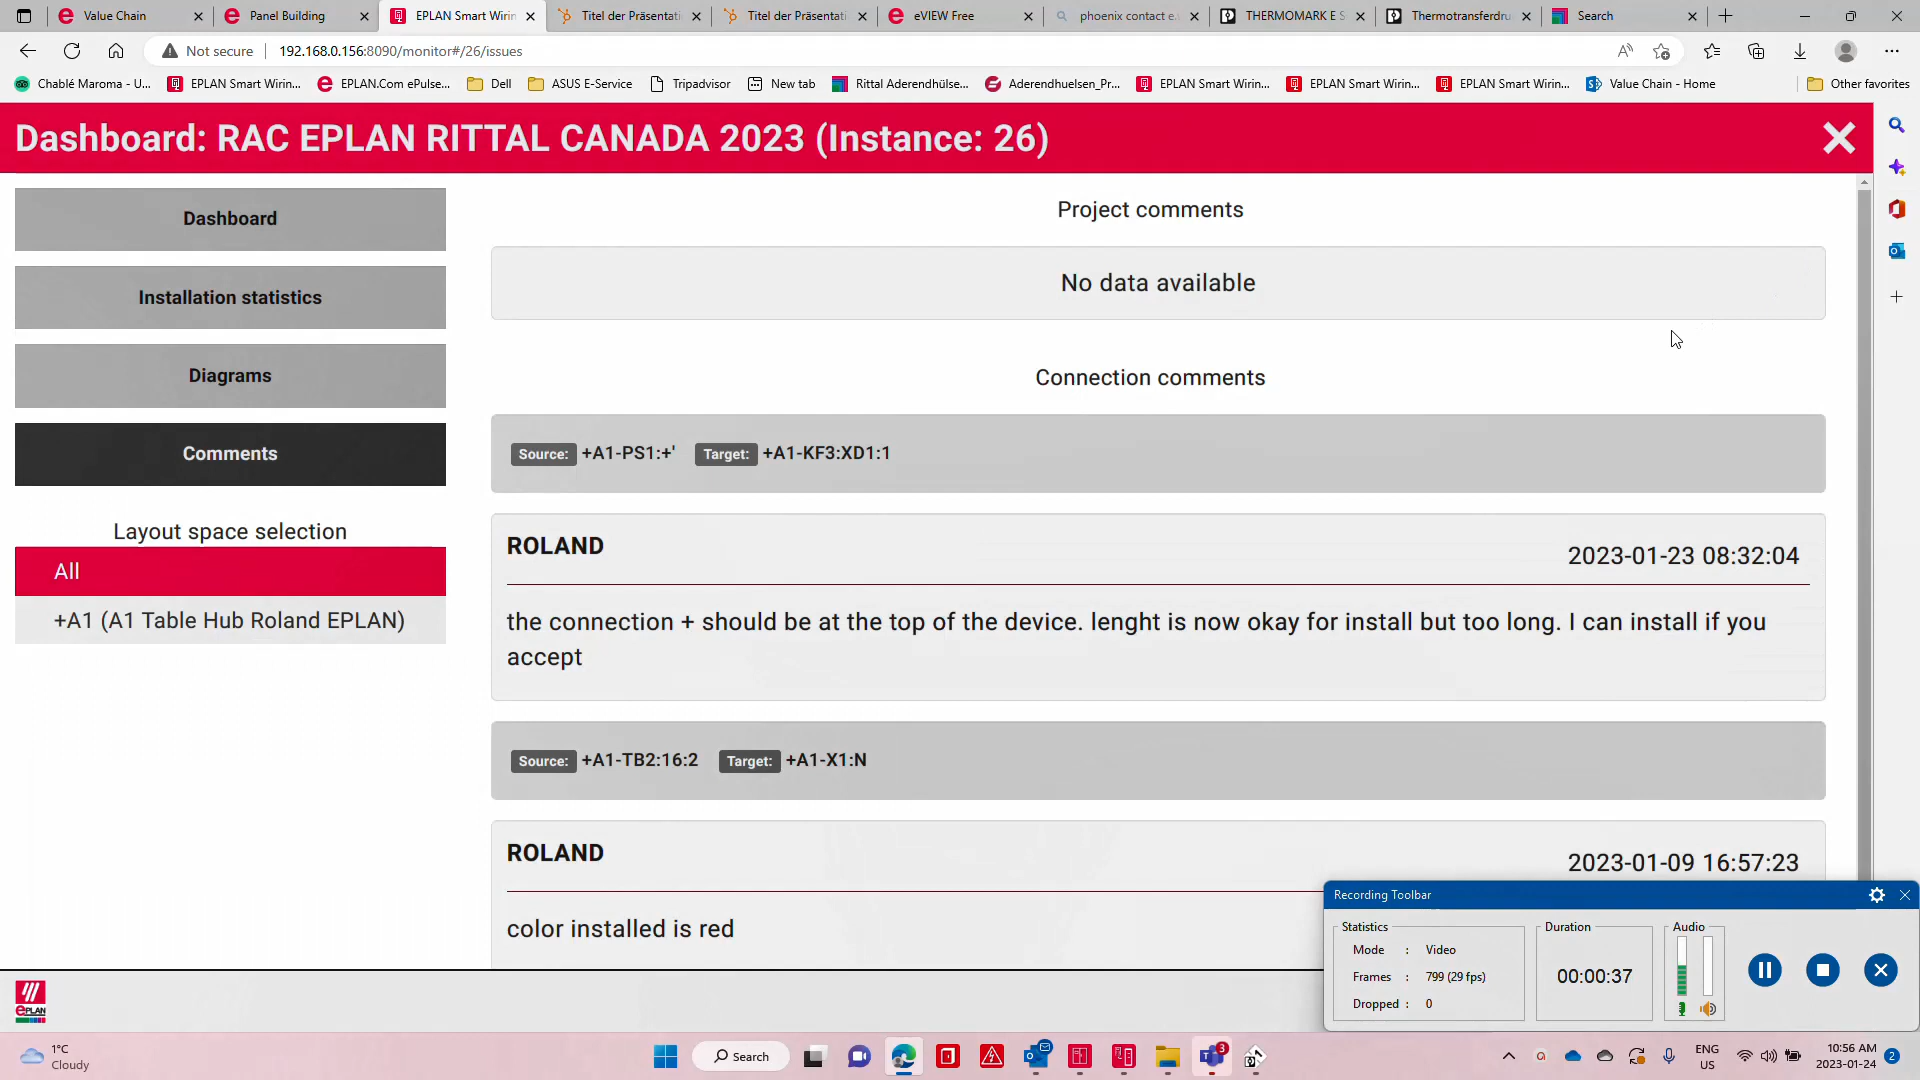 Value Chain
Panel Building
EPLAN Smart Wirin
Titel der Präsentati
Titel der Präsentati
eVIEW Free
phoenix contact e.
THERMOMARK E S
Thermotransferdru
Search
Not secure
192.168.0.156:8090/monitor#/26/issues
Chablé Maroma - U...
EPLAN Smart Wirin...
EPLAN.Com ePulse...
Dell
ASUS E-Service
Tripadvisor
New tab
Rittal Aderendhülse...
Aderendhuelsen_Pr...
EPLAN Smart Wirin...
EPLAN Smart Wirin...
EPLAN Smart Wirin...
Value Chain - Home
Other favorites
Dashboard: RAC EPLAN RITTAL CANADA 2023 (Instance: 26)
Dashboard
Installation statistics
Diagrams
Comments
Layout space selection
All
+A1 (A1 Table Hub Roland EPLAN)
Project comments
No data available
Connection comments
Source: +A1-PS1:+' Target: +A1-KF3:XD1:1
ROLAND
2023-01-23 08:32:04
the connection + should be at the top of the device. lenght is now okay for install but too long. I can install if you
accept
Source: +A1-TB2:16:2 Target: +A1-X1:N
ROLAND
2023-01-09 16:57:23
color installed is red
Recording Toolbar
Statistics
Mode : Video
Frames : 799 (29 fps)
Dropped : 0
Duration
00:00:37
Audio
ePLAN
1°C
Cloudy
Search
3
ENG
US
10:56 AM
2023-01-24
2